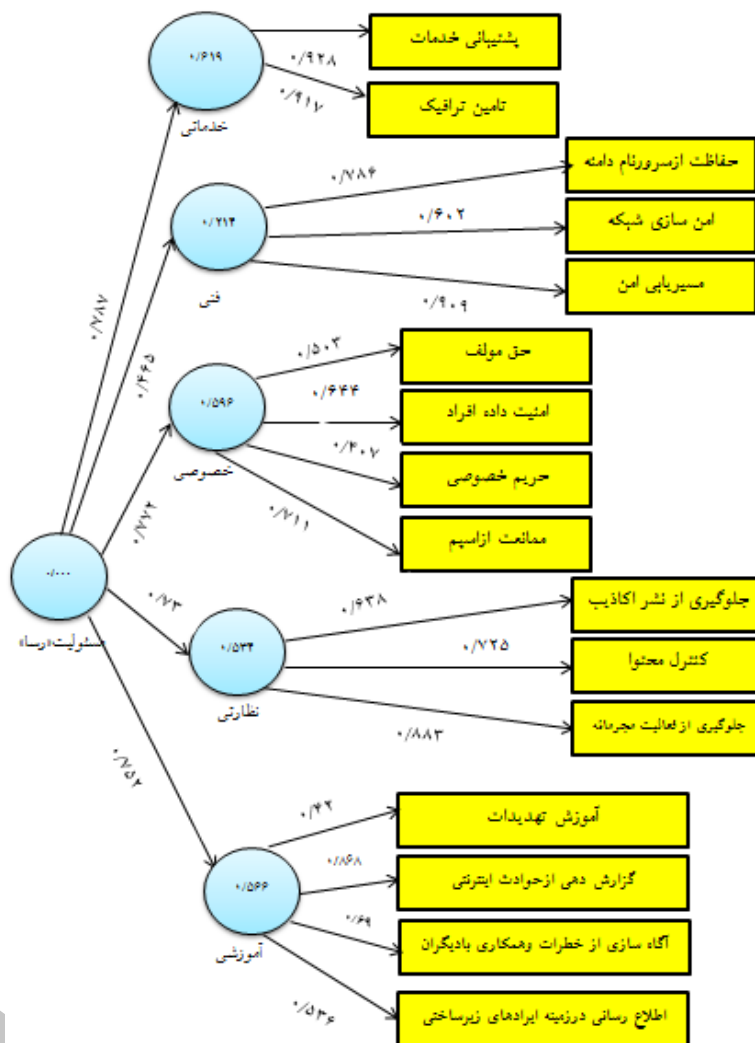 ۰/۶۱۹
خدماتی
۰/۹۲۸
پشتیبانی خدمات
۰/۹۱۷
تامین ترافیک
۰/۷۸۷
۰/۲۱۴
فنی
۰/۷۸۶
حفاظت ازسرورنام دامنه
۰/۶۰۲
امن سازی شبکه
۰/۹۰۹
مسیریابی امن
۰/۴۶۵
۰/۵۹۶
خصوصی
۰/۵۰۳
حق مولف
۰/۶۴۴
امنیت داده افراد
۰/۴۰۷
حریم خصوصی
۰/۷۱۱
ممانعت ازاسپم
۰/۷۷۲
۰/۰۰۰
مسئولیت«رسا»
۰/۷۳
۰/۵۳۴
نظارتی
۰/۶۳۸
جلوگیری از نشر اکاذیب
۰/۷۲۵
کنترل محتوا
۰/۸۸۳
جلوگیری ازفعالیت مجرمانه
۰/۷۵۲
۰/۵۶۶
آموزشی
۰/۴۲
آموزش تهدیدات
۰/۸۶۸
گزارش دهی ازحوادث اینترنتی
۰/۶۹
آگاه سازی از خطرات وهمکاری بادیگران
۰/۵۳۶
اطلاع رسانی درزمینه ایرادهای زیرساختی